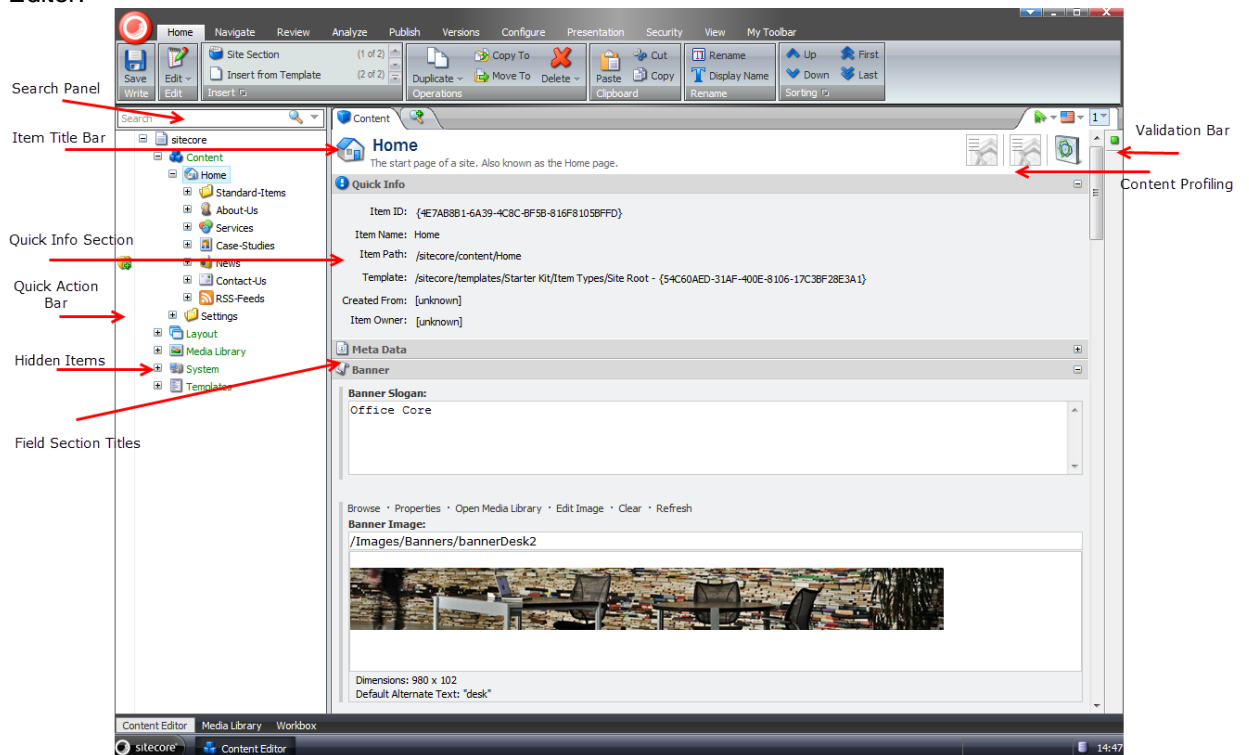 Editor:
Home Navigate Review Analyze Publish Versions Configure Presentation Security View My Toolbar
Save
Write
Edit
Edit
Site Section (1 of 2)
Insert from Template (2 of 2)
Insert
Duplicate
Copy To
Move To
Delete
Operations
Paste
Cut
Copy
Clipboard
Rename
Display Name
Rename
Up First
Down Last
Sorting
Search Panel
Item Title Bar
Quick Info Section
Quick Action
Bar
Hidden Items
Field Section Titles
Search
sitecore
Content
Home
Standard-Items
About-Us
Services
Case-Studies
News
Contact-Us
RSS-Feeds
Settings
Layout
Media Library
System
Templates
Content
1
Home
The start page of a site. Also known as the Home page.
Quick Info
Item ID: {4E7AB8B1-6A39-4C8C-BF5B-816F8105BFFD}
Item Name: Home
Item Path: /sitecore/content/Home
Template: /sitecore/templates/Starter Kit/Item Types/Site Root - {54C60AED-31AF-400E-8106-17C3BF28E3A1}
Created From: [unknown]
Item Owner: [unknown]
Meta Data
Banner
Banner Slogan:
Office Core
Browse · Properties · Open Media Library · Edit Image · Clear · Refresh
Banner Image:
/Images/Banners/bannerDesk2
Dimensions: 980 x 102
Default Alternate Text: "desk"
Validation Bar
Content Profiling
Content Editor Media Library Workbox
sitecore Content Editor 14:47